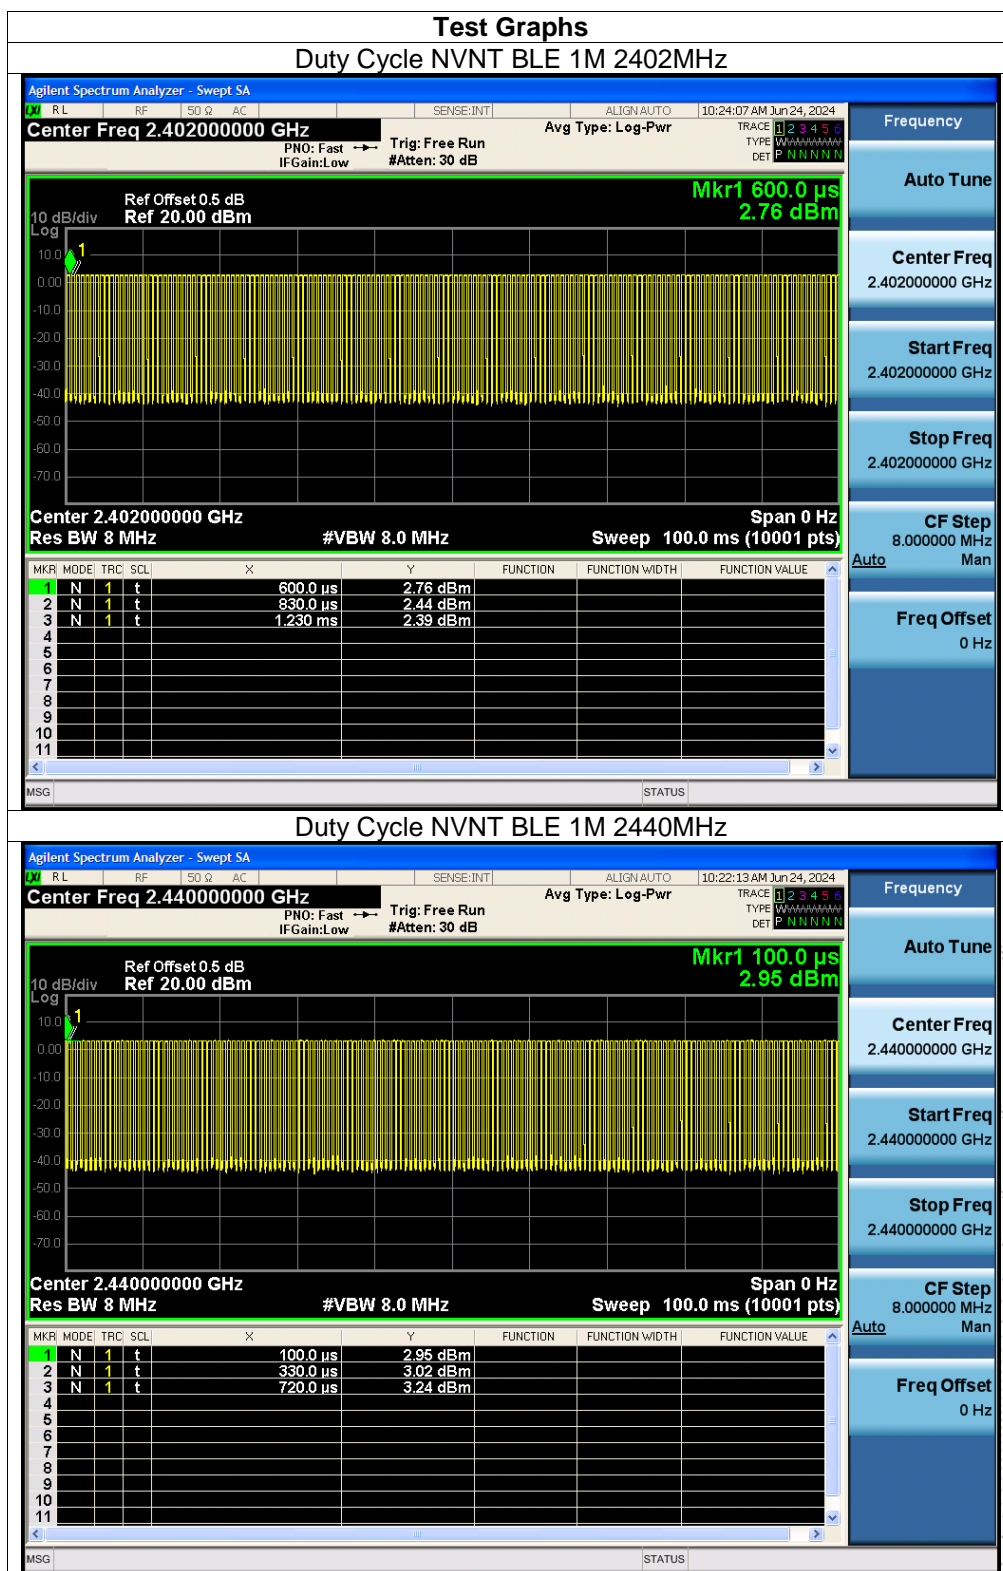 Test Graphs
Duty Cycle NVNT BLE 1M 2402MHz
Agilent Spectrum Analyzer - Swept SA
LXI RL RF 50 Ω AC SENSE:INT ALIGN AUTO 10:24:07 AM Jun 24, 2024
Center Freq 2.402000000 GHz
PNO: Fast
IFGain:Low
Trig: Free Run
#Atten: 30 dB
Avg Type: Log-Pwr
TRACE 1 2 3 4 5 6
TYPE W
DET P N N N N N
Frequency
Auto Tune
Center Freq
2.402000000 GHz
Start Freq
2.402000000 GHz
Stop Freq
2.402000000 GHz
CF Step
8.000000 MHz
Auto Man
Freq Offset
0 Hz
Mkr1 600.0 µs
2.76 dBm
Ref Offset 0.5 dB
10 dB/div Ref 20.00 dBm
Log
1
10.0
0.00
-10.0
-20.0
-30.0
-40.0
-50.0
-60.0
-70.0
Center 2.402000000 GHz Span 0 Hz
Res BW 8 MHz #VBW 8.0 MHz Sweep 100.0 ms (10001 pts)
MKR MODE TRC SCL X Y FUNCTION FUNCTION WIDTH FUNCTION VALUE
1 N 1 t 600.0 µs 2.76 dBm
2 N 1 t 830.0 µs 2.44 dBm
3 N 1 t 1.230 ms 2.39 dBm
4
5
6
7
8
9
10
11
MSG STATUS
Duty Cycle NVNT BLE 1M 2440MHz
Agilent Spectrum Analyzer - Swept SA
LXI RL RF 50 Ω AC SENSE:INT ALIGN AUTO 10:22:13 AM Jun 24, 2024
Center Freq 2.440000000 GHz
PNO: Fast
IFGain:Low
Trig: Free Run
#Atten: 30 dB
Avg Type: Log-Pwr
TRACE 1 2 3 4 5 6
TYPE W
DET P N N N N N
Frequency
Auto Tune
Center Freq
2.440000000 GHz
Start Freq
2.440000000 GHz
Stop Freq
2.440000000 GHz
CF Step
8.000000 MHz
Auto Man
Freq Offset
0 Hz
Mkr1 100.0 µs
2.95 dBm
Ref Offset 0.5 dB
10 dB/div Ref 20.00 dBm
Log
1
10.0
0.00
-10.0
-20.0
-30.0
-40.0
-50.0
-60.0
-70.0
Center 2.440000000 GHz Span 0 Hz
Res BW 8 MHz #VBW 8.0 MHz Sweep 100.0 ms (10001 pts)
MKR MODE TRC SCL X Y FUNCTION FUNCTION WIDTH FUNCTION VALUE
1 N 1 t 100.0 µs 2.95 dBm
2 N 1 t 330.0 µs 3.02 dBm
3 N 1 t 720.0 µs 3.24 dBm
4
5
6
7
8
9
10
11
MSG STATUS